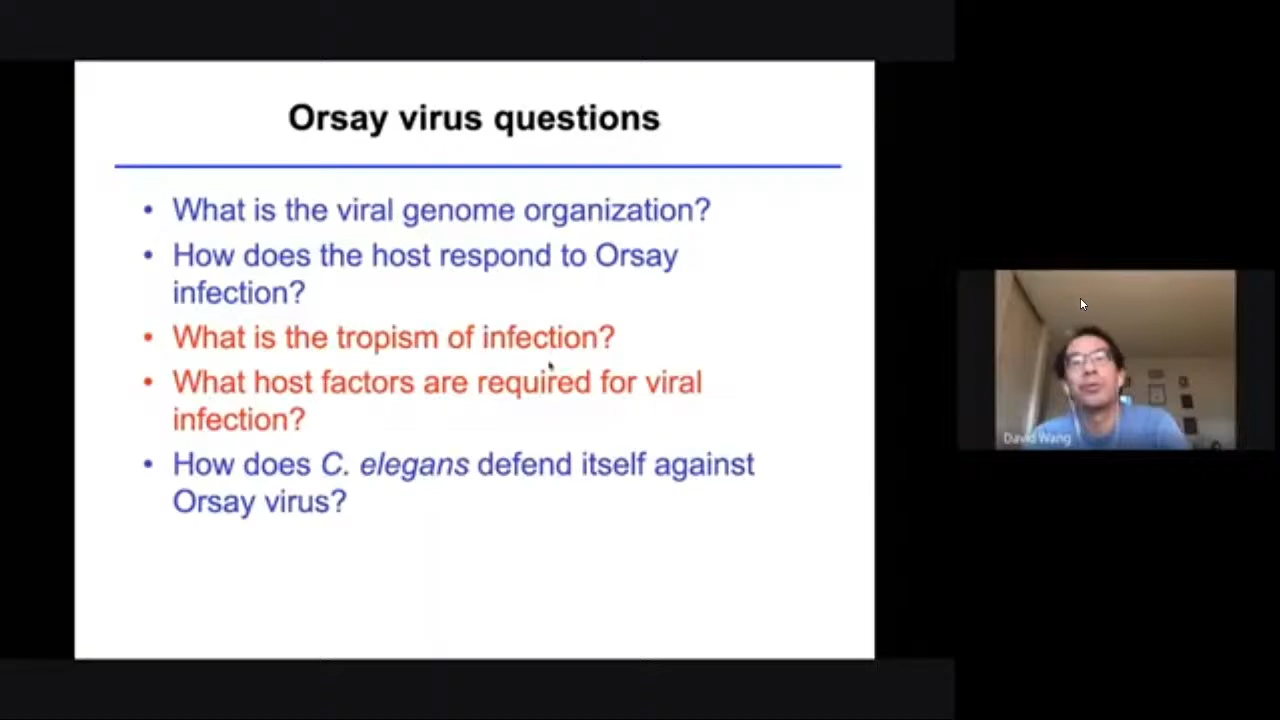 Orsay virus questions
• What is the viral genome organization?
• How does the host respond to Orsay
infection?
• What is the tropism of infection?
• What host factors are required for viral
infection?
• How does C. elegans defend itself against
Orsay virus?
David Wang